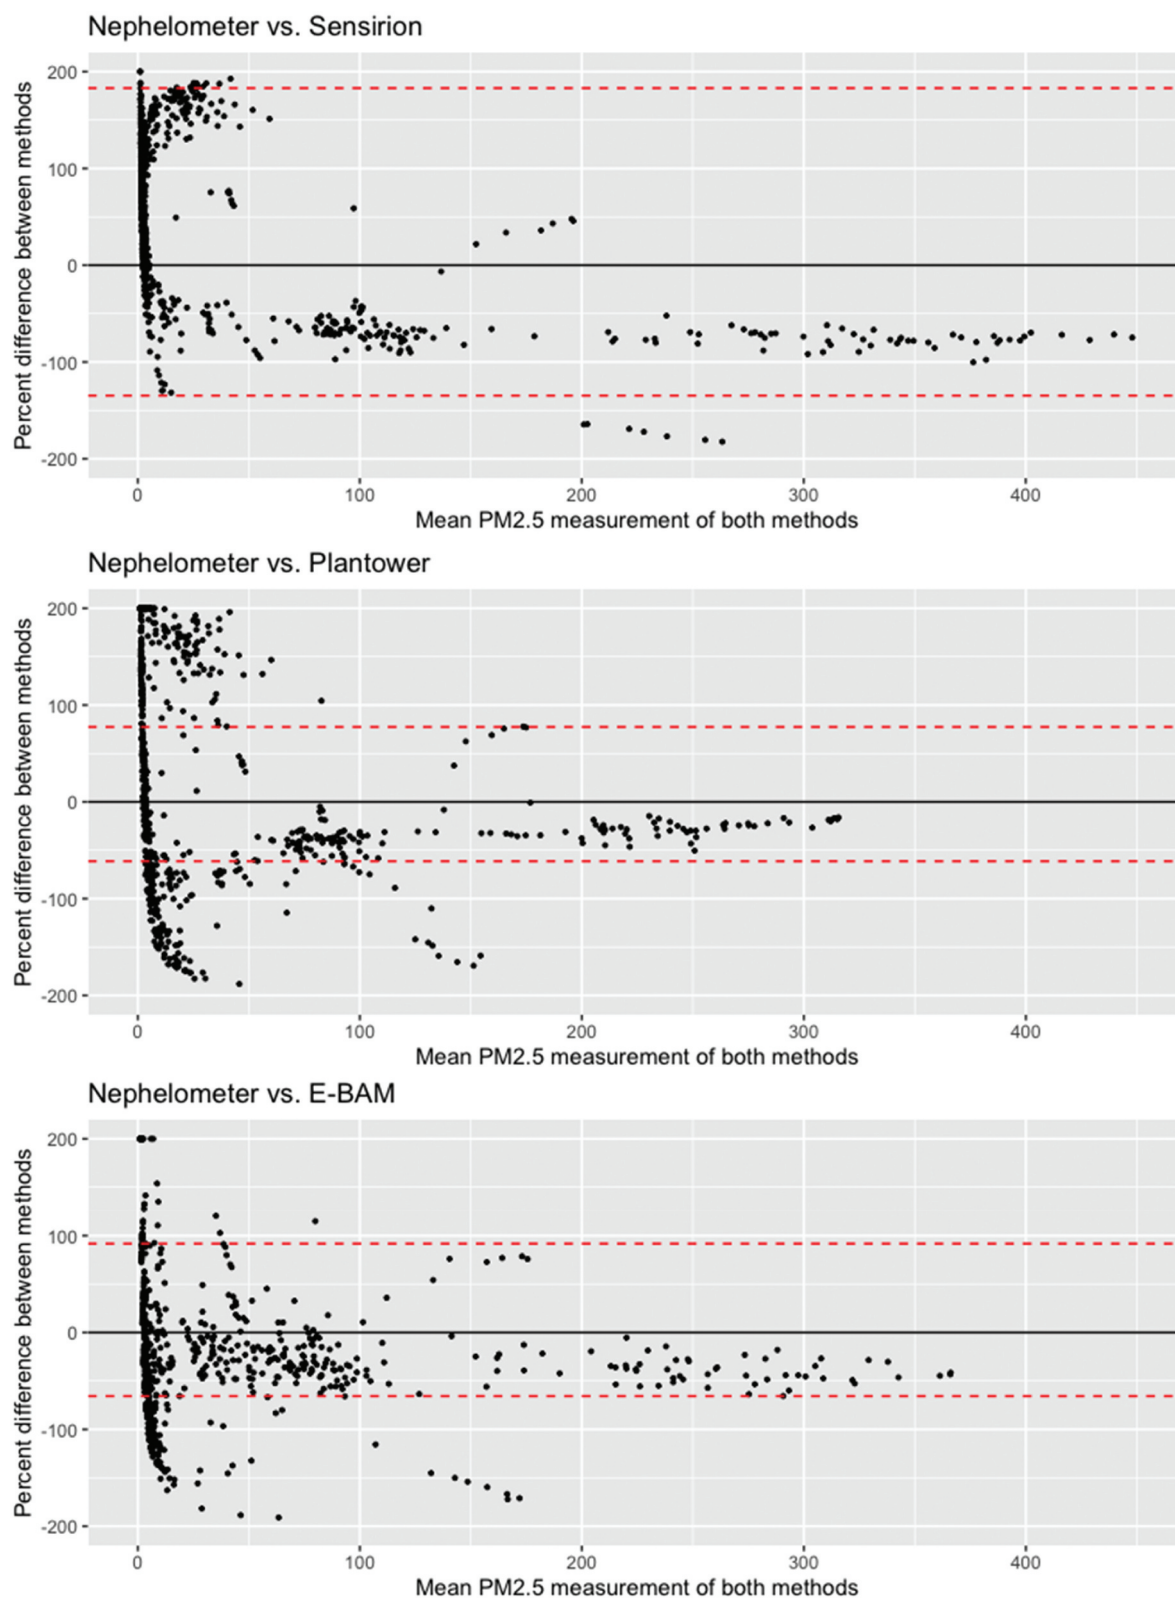 Nephelometer vs. Sensirion
Percent difference between methods
200
100
0
-100
-200
0 100 200 300 400
Mean PM2.5 measurement of both methods
Nephelometer vs. Plantower
Percent difference between methods
200
100
0
-100
-200
0 100 200 300 400
Mean PM2.5 measurement of both methods
Nephelometer vs. E-BAM
Percent difference between methods
200
100
0
-100
-200
0 100 200 300 400
Mean PM2.5 measurement of both methods